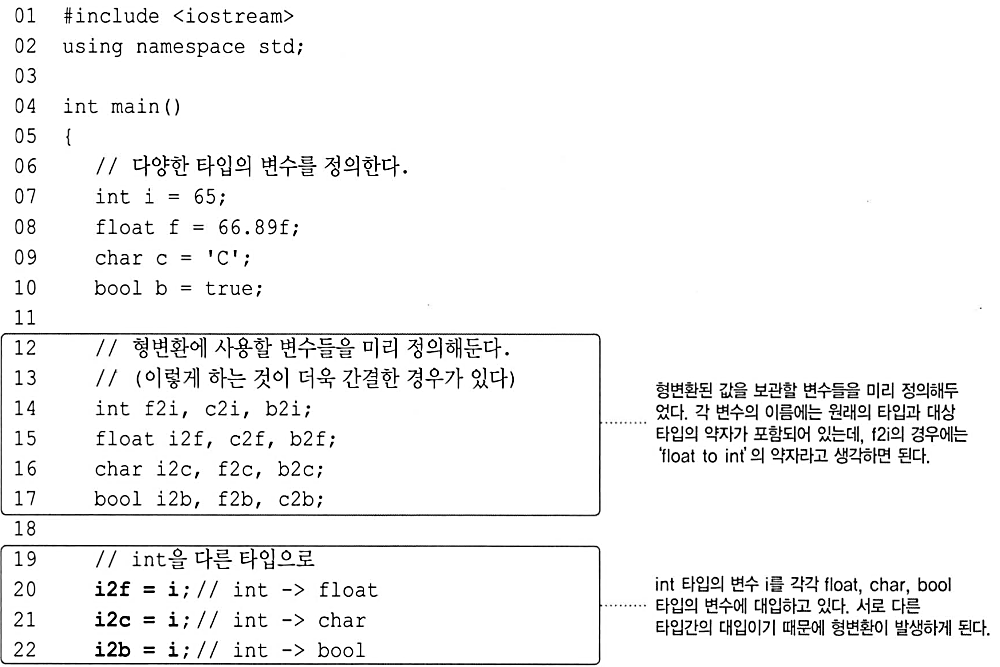 01 #include <iostream>
02 using namespace std;
03
04 int main()
05 {
06 // 다양한 타입의 변수를 정의한다.
07 int i = 65;
08 float f = 66.89f;
09 char c = 'C';
10 bool b = true;
11
12 // 형변환에 사용할 변수들을 미리 정의해둔다.
13 // (이렇게 하는 것이 더욱 간결한 경우가 있다)
14 int f2i, c2i, b2i;
15 float i2f, c2f, b2f;
16 char i2c, f2c, b2c;
17 bool i2b, f2b, c2b;
형변환된 값을 보관할 변수들을 미리 정의해두
었다. 각 변수의 이름에는 원래의 타입과 대상
타입의 약자가 포함되어 있는데, f2i의 경우에는
'float to int'의 약자라고 생각하면 된다.
18
19 // int을 다른 타입으로
20 i2f = i;// int -> float
21 i2c = i;// int -> char
22 i2b = i;// int -> bool
int 타입의 변수 i를 각각 float, char, bool
타입의 변수에 대입하고 있다. 서로 다른
타입간의 대입이기 때문에 형변환이 발생하게 된다.